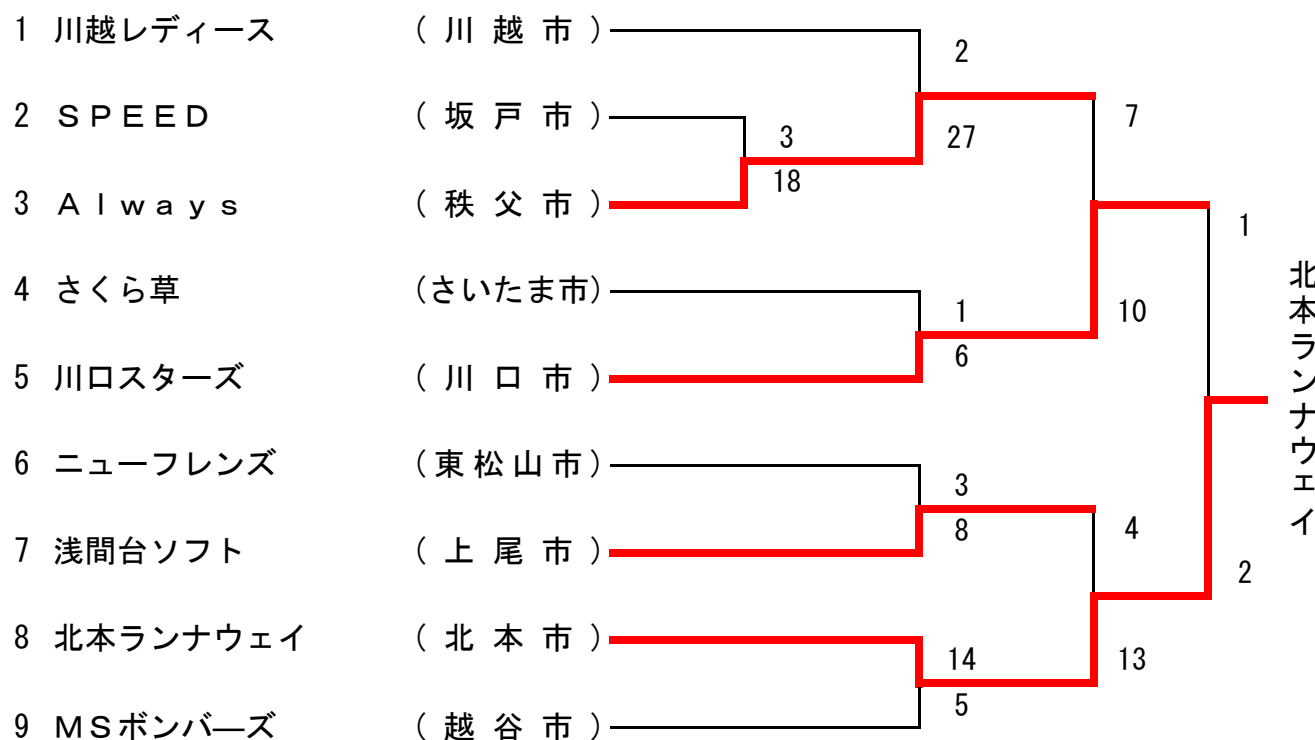 1 川越レディース (川越市)
2
2 ＳＰＥＥＤ (坂戸市)
7
3
27
18
3 Ａｌｗａｙｓ (秩父市)
1
4 さくら草 (さいたま市)
1
10
6
5 川口スターズ (川口市)
北本ランナウェイ
6 ニューフレンズ (東松山市)
3
8
4
7 浅間台ソフト (上尾市)
2
8 北本ランナウェイ (北本市)
14
13
5
9 ＭＳボンバ―ズ (越谷市)